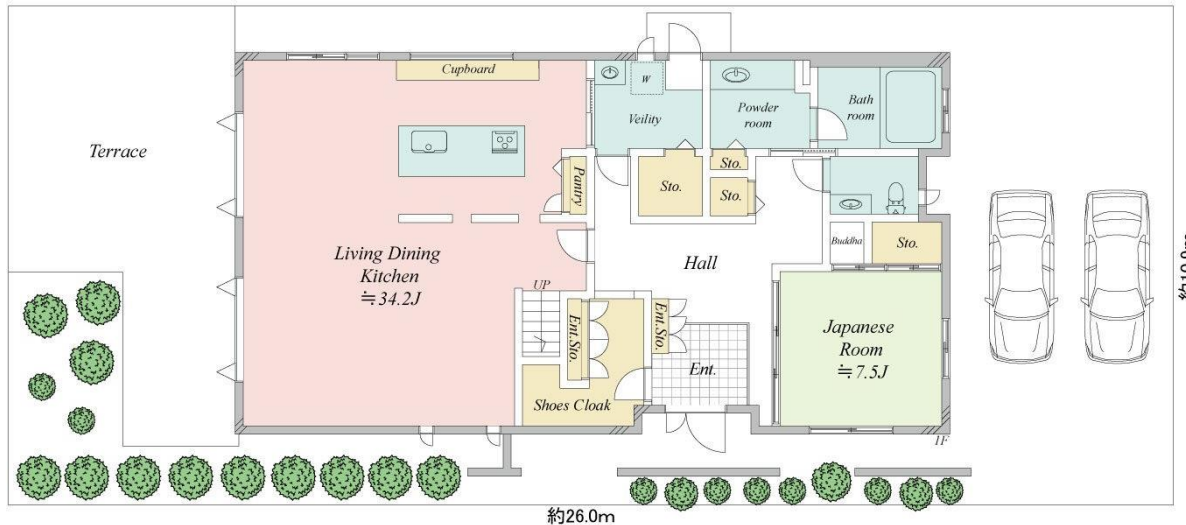 Cupboard
W
Veility
Powder
room
Bath
room
Terrace
Pantry
Sto.
Sto.
Sto.
Living Dining
Kitchen
≒34.2J
Hall
Buddha
Sto.
UP
Ent.Sto.
Ent.Sto.
Ent.
Japanese
Room
≒7.5J
Shoes Cloak
1F
約26.0m